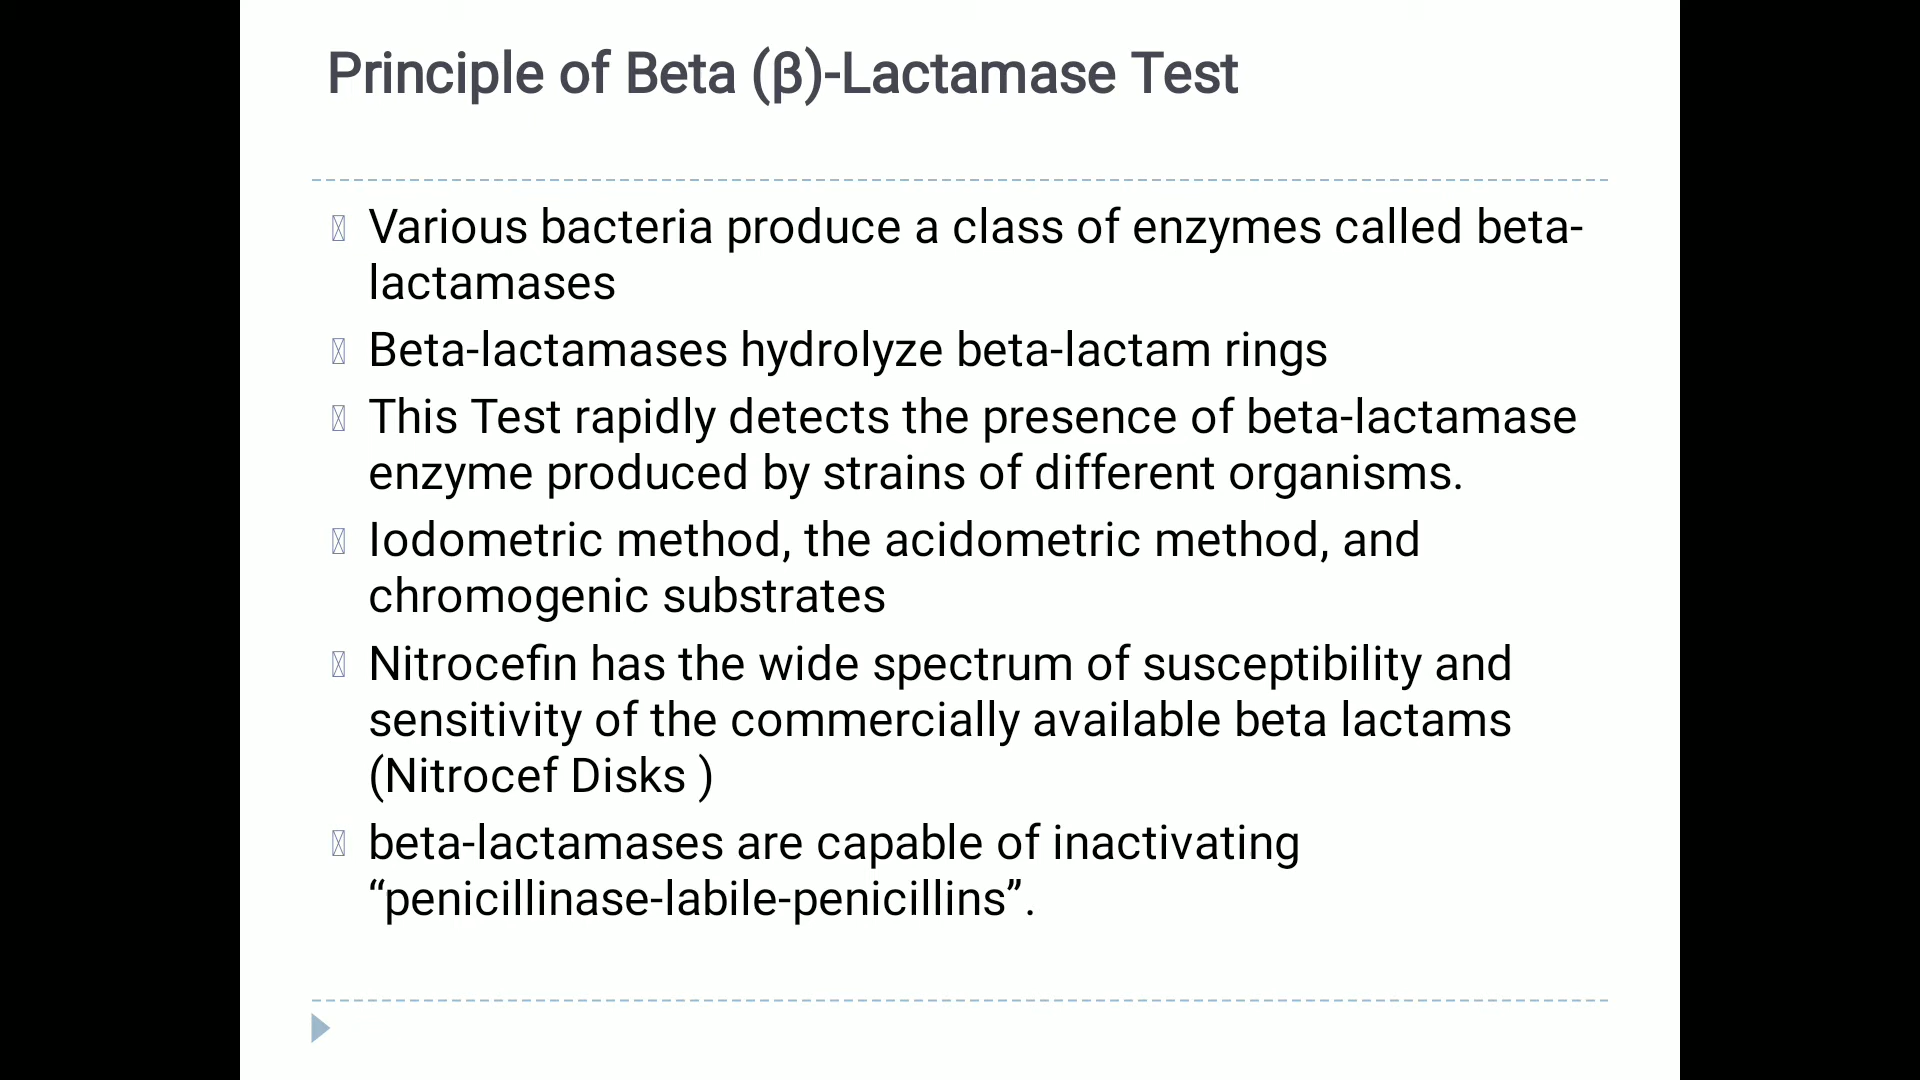 Principle of Beta (β)-Lactamase Test
Various bacteria produce a class of enzymes called beta-
lactamases
Beta-lactamases hydrolyze beta-lactam rings
This Test rapidly detects the presence of beta-lactamase
enzyme produced by strains of different organisms.
Iodometric method, the acidometric method, and
chromogenic substrates
Nitrocefin has the wide spectrum of susceptibility and
sensitivity of the commercially available beta lactams
(Nitrocef Disks )
beta-lactamases are capable of inactivating
“penicillinase-labile-penicillins”.